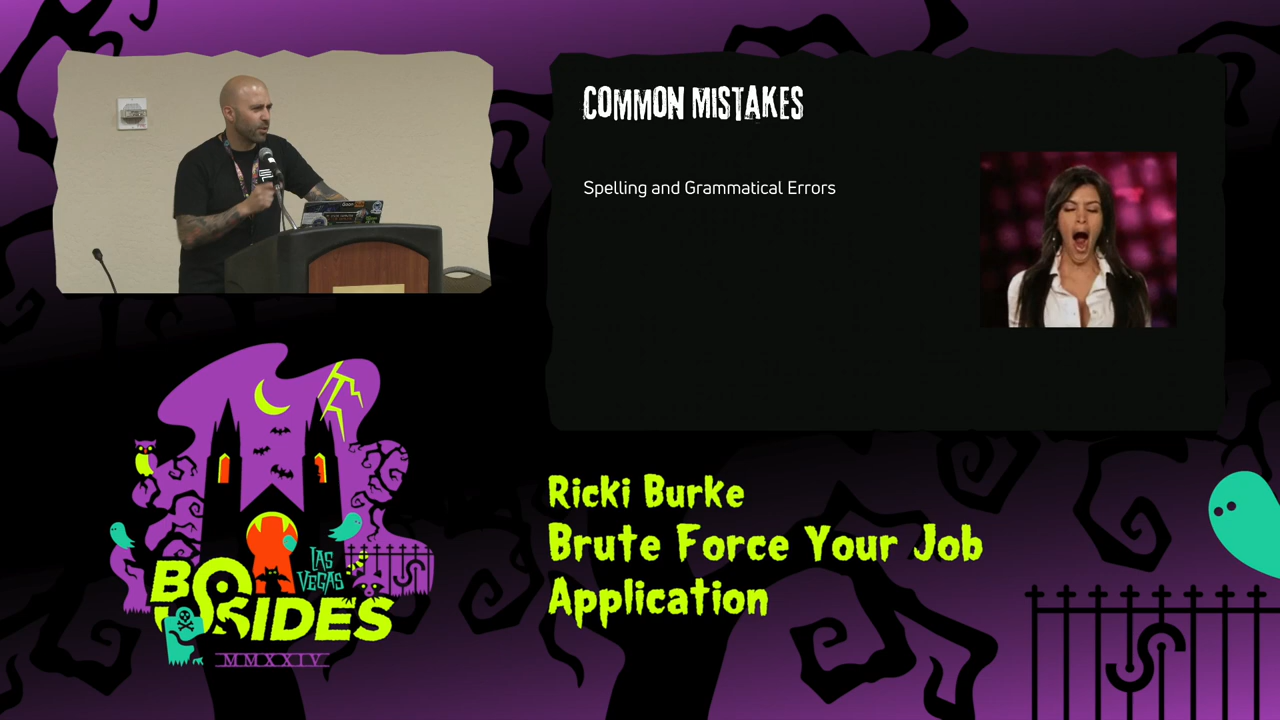 COMMON MISTAKES
Spelling and Grammatical Errors
Ricki Burke
Brute Force Your Job
Application
LAS
VEGAS
BSIDES
MMXXIV